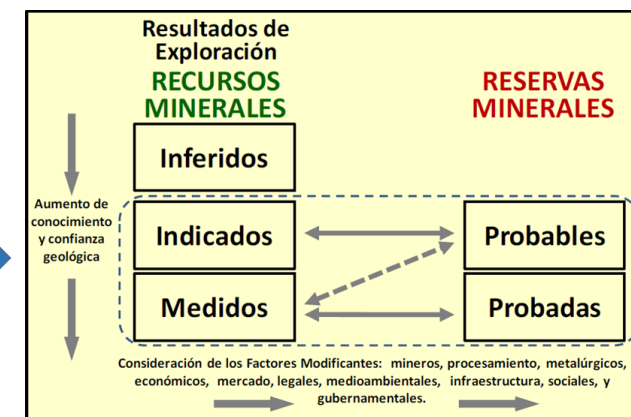 Resultados de
Exploración
RECURSOS
MINERALES
RESERVAS
MINERALES
Inferidos
Aumento de
conocimiento
y confianza
geológica
Indicados
Probables
Medidos
Probadas
Consideración de los Factores Modificantes: mineros, procesamiento, metalúrgicos,
económicos, mercado, legales, medioambientales, infraestructura, sociales, y
gubernamentales.